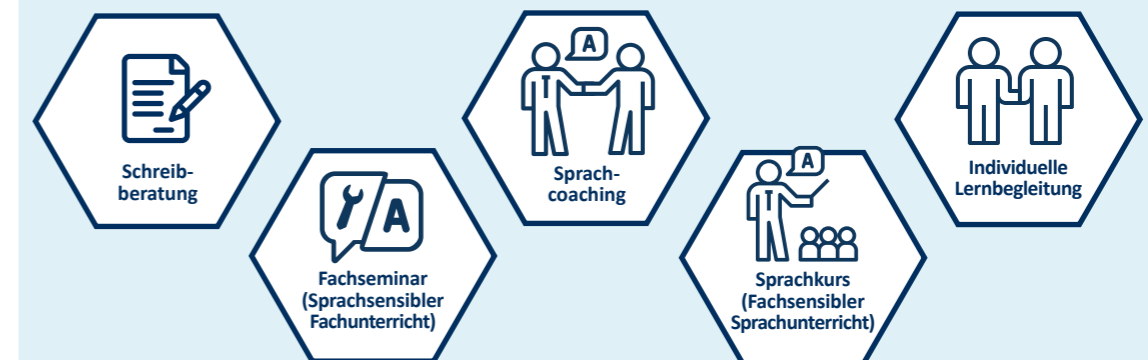 Schreib-
beratung
Fachseminar
(Sprachsensibler
Fachunterricht)
A
A
Sprach-
coaching
A
Sprachkurs
(Fachsensibler
Sprachunterricht)
Individuelle
Lernbegleitung